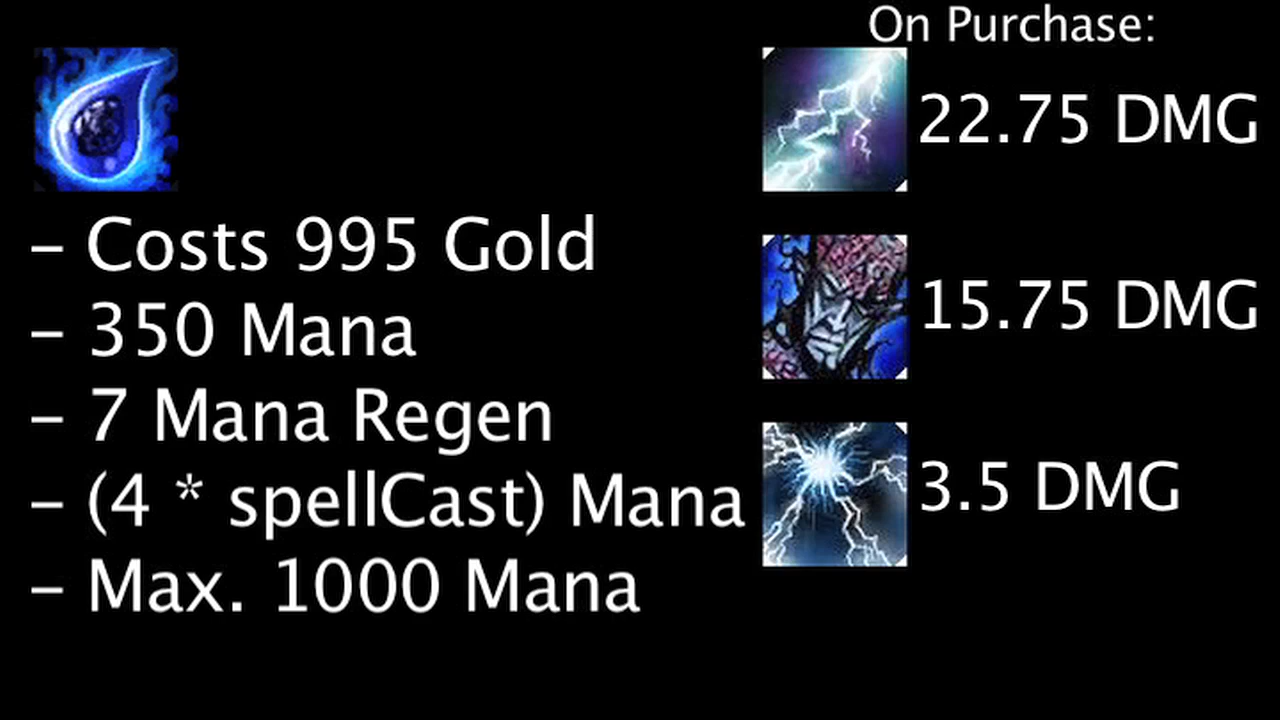 On Purchase:
22.75 DMG
– Costs 995 Gold
– 350 Mana
15.75 DMG
– 7 Mana Regen
– (4 * spellCast) Mana
3.5 DMG
– Max. 1000 Mana